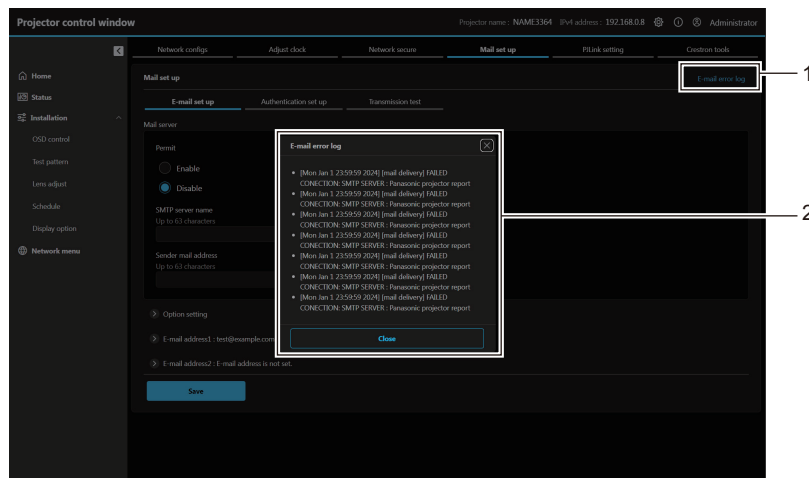 Projector control window
Projector name : NAME3364 IPv4 address : 192.168.0.8 Administrator
Network configs Adjust clock Network secure Mail set up PJLink setting Crestron tools
Home
Status
Installation
OSD control
Test pattern
Lens adjust
Schedule
Display option
Network menu
Mail set up
E-mail error log
1
E-mail set up Authentication set up Transmission test
Mail server
Permit
Enable
Disable
SMTP server name
Up to 63 characters
Sender mail address
Up to 63 characters
Option setting
E-mail address1 : test@example.com
E-mail address2 : E-mail address is not set.
Save
E-mail error log
• [Mon Jan 1 23:59:59 2024] [mail delivery] FAILED
CONECTION: SMTP SERVER : Panasonic projector report
• [Mon Jan 1 23:59:59 2024] [mail delivery] FAILED
CONECTION: SMTP SERVER : Panasonic projector report
• [Mon Jan 1 23:59:59 2024] [mail delivery] FAILED
CONECTION: SMTP SERVER : Panasonic projector report
• [Mon Jan 1 23:59:59 2024] [mail delivery] FAILED
CONECTION: SMTP SERVER : Panasonic projector report
• [Mon Jan 1 23:59:59 2024] [mail delivery] FAILED
CONECTION: SMTP SERVER : Panasonic projector report
• [Mon Jan 1 23:59:59 2024] [mail delivery] FAILED
CONECTION: SMTP SERVER : Panasonic projector report
• [Mon Jan 1 23:59:59 2024] [mail delivery] FAILED
CONECTION: SMTP SERVER : Panasonic projector report
Close
2